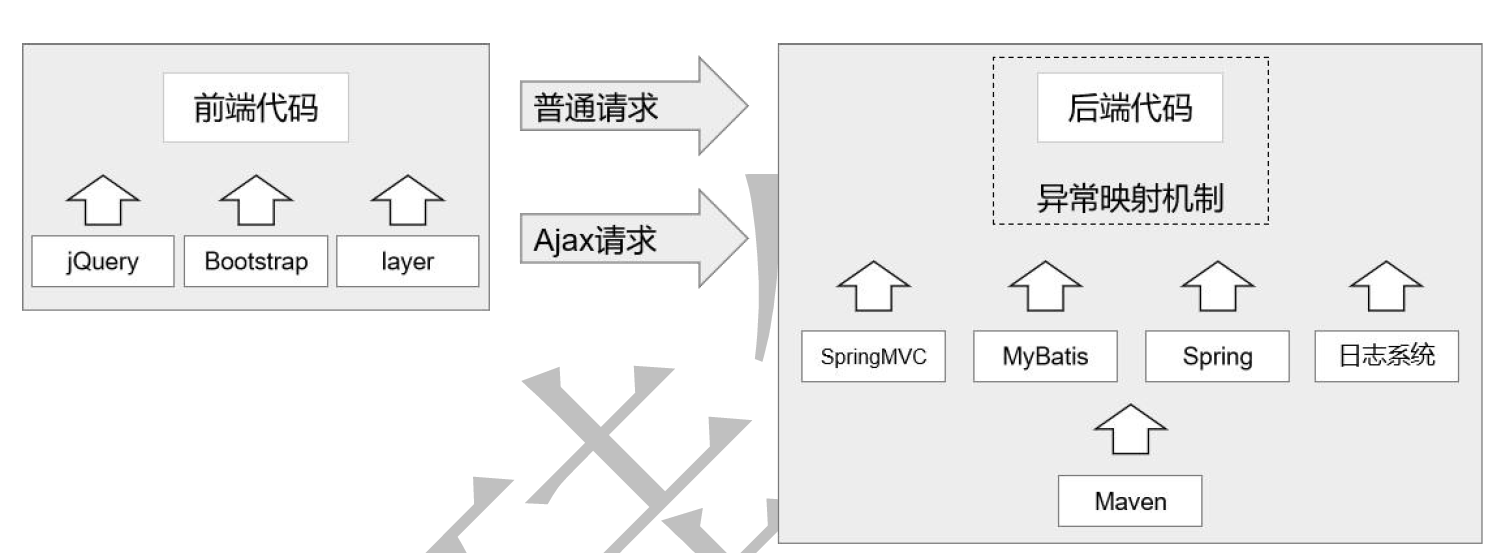 前端代码
jQuery
Bootstrap
layer
普通请求
Ajax请求
后端代码
异常映射机制
SpringMVC
MyBatis
Spring
日志系统
Maven